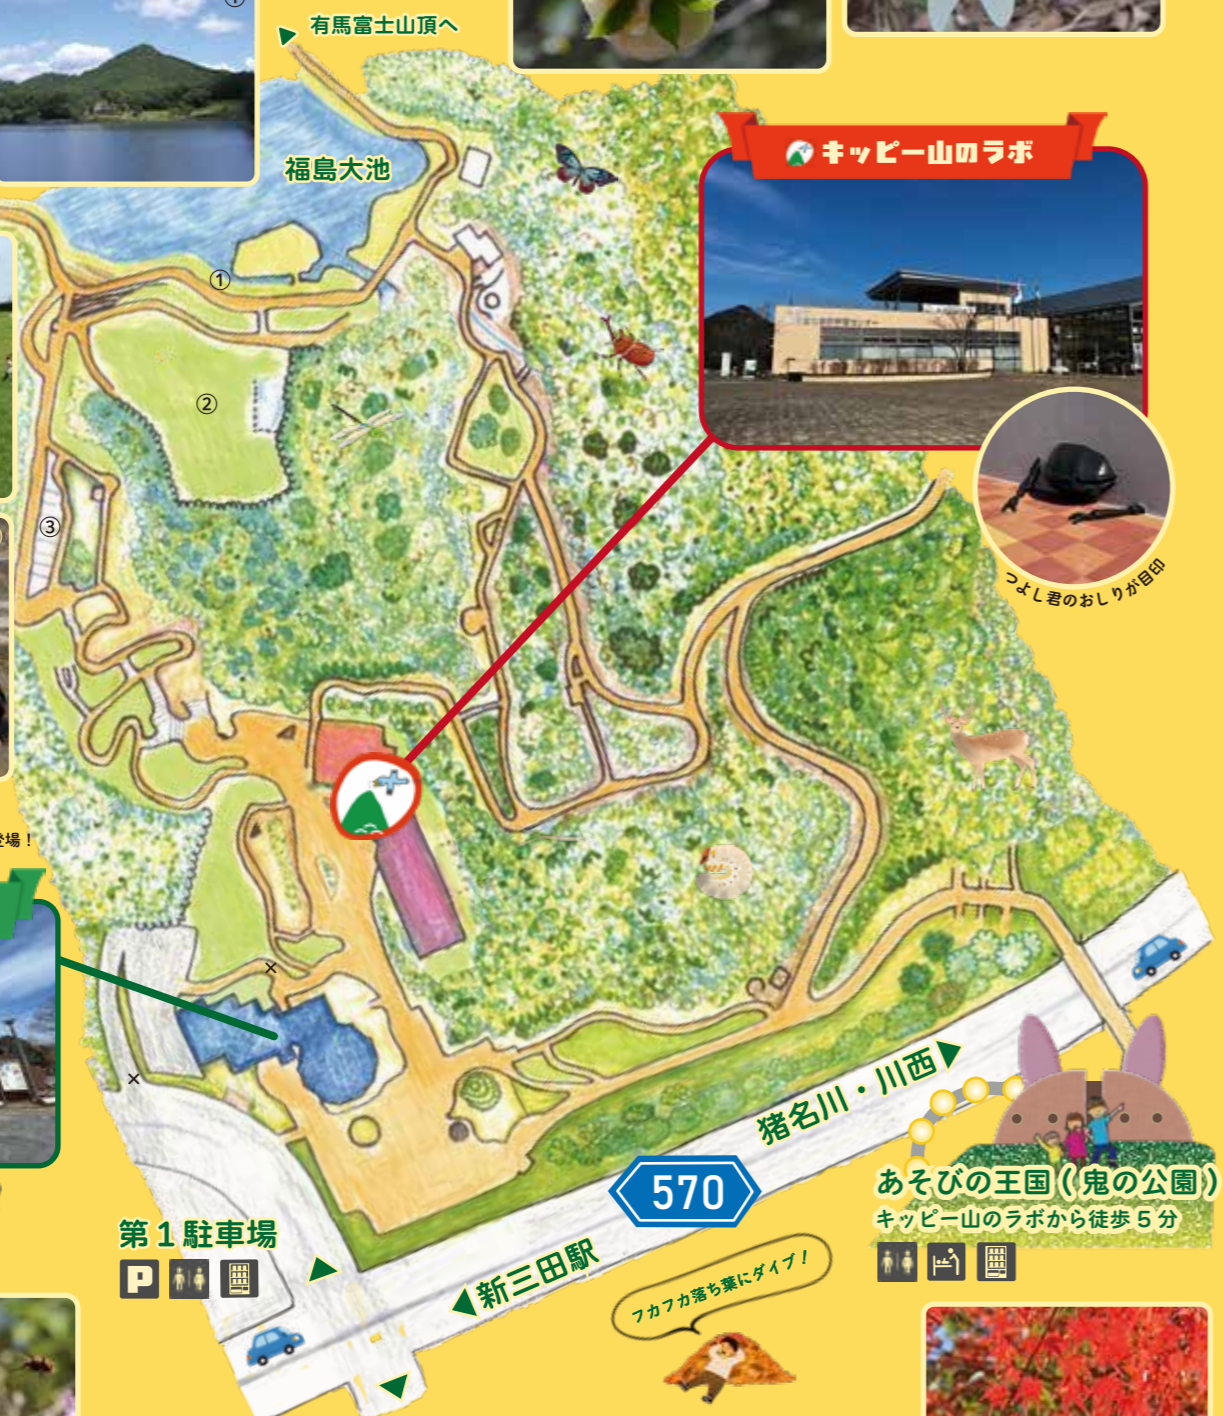 ①
有馬富士山頂へ
福島大池
キッピー山のラボ
①
②
③
つよし君のおしりが目印
登場！
猪名川・川西
570
新三田駅
あそびの王国(鬼の公園)
キッピー山のラボから徒歩5分
第1駐車場
P
フカフカ落ち葉にダイブ！